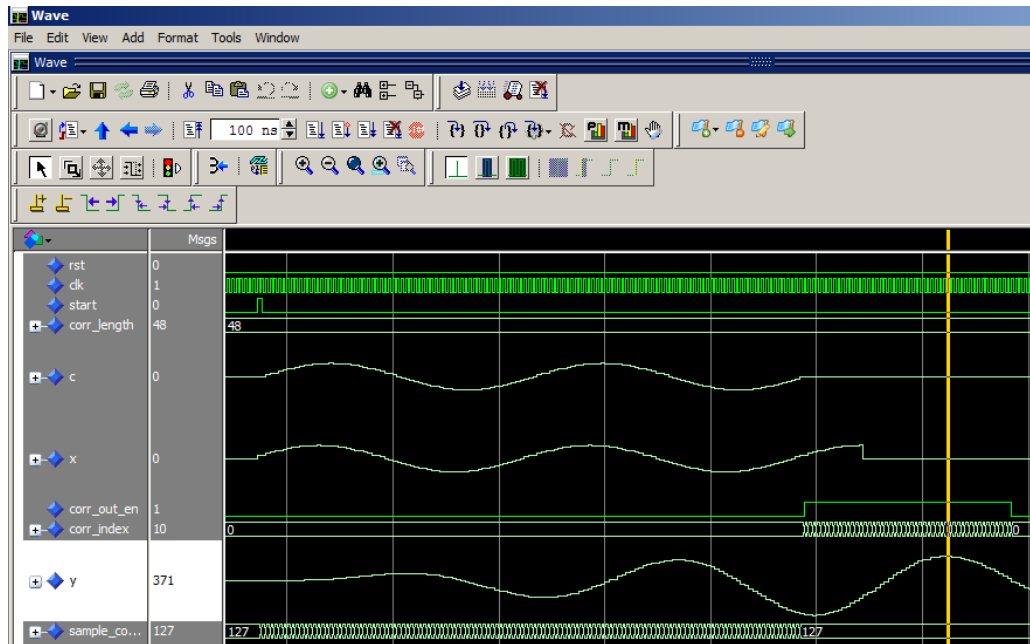 Wave
File Edit View Add Format Tools Window
Wave
100 ns
Msgs
rst 0
clk 1
start 0
corr_length 48 48
c 0
x 0
corr_out_en 1
corr_index 10 0 0
y 371
sample_co... 127 127 127